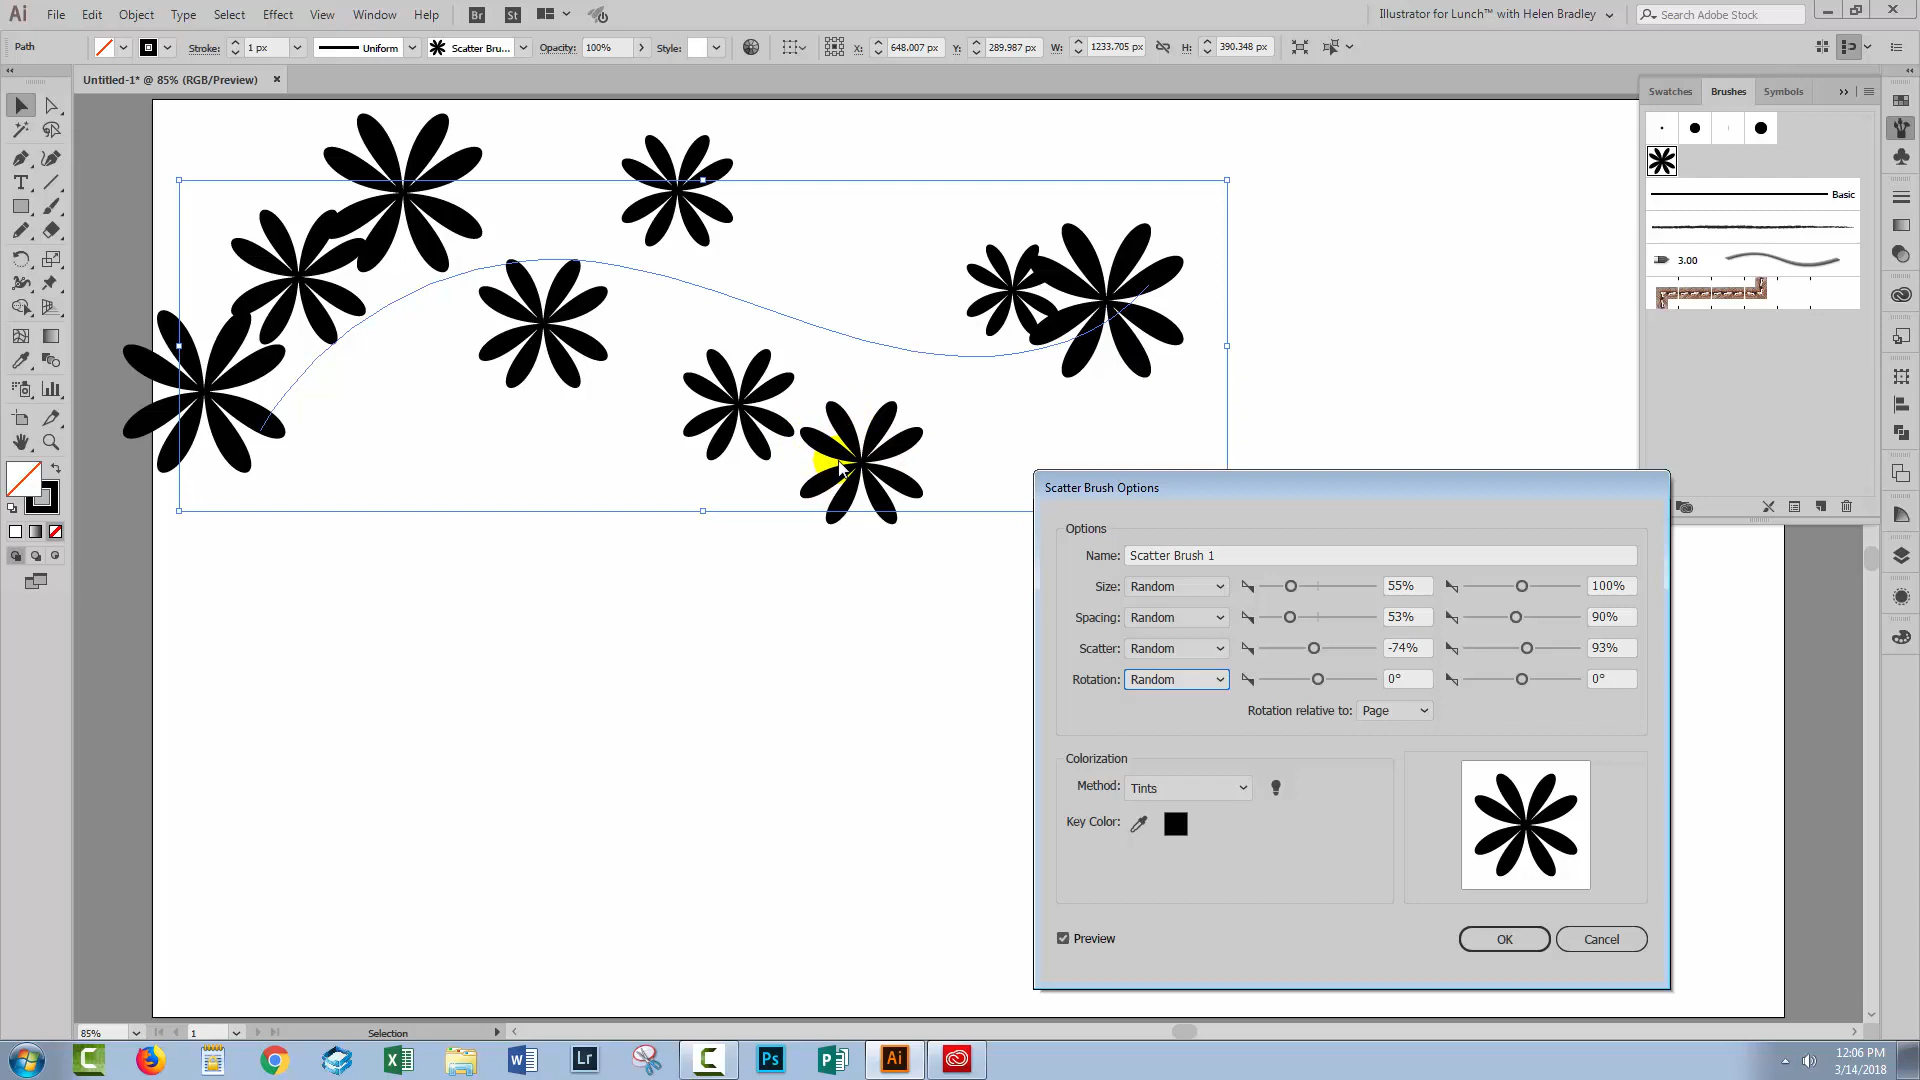 Ai File Edit Object Type Select Effect View Window Help Br St Illustrator for Lunch™ with Helen Bradley Search Adobe Stock
Path Stroke: 1 px Uniform Scatter Bru... Opacity: 100% Style: X: 648.007 px Y: 289.987 px W: 1233.705 px H: 390.348 px
Untitled-1* @ 85% (RGB/Preview)
Swatches Brushes Symbols
Basic
3.00
Scatter Brush Options
Options
Name: Scatter Brush 1
Size: Random 55% 100%
Spacing: Random 53% 90%
Scatter: Random -74% 93%
Rotation: Random 0° 0°
Rotation relative to: Page
Colorization
Method: Tints
Key Color:
Preview
OK Cancel
85% 1 Selection
Lr Ps Ai
12:06 PM
3/14/2018